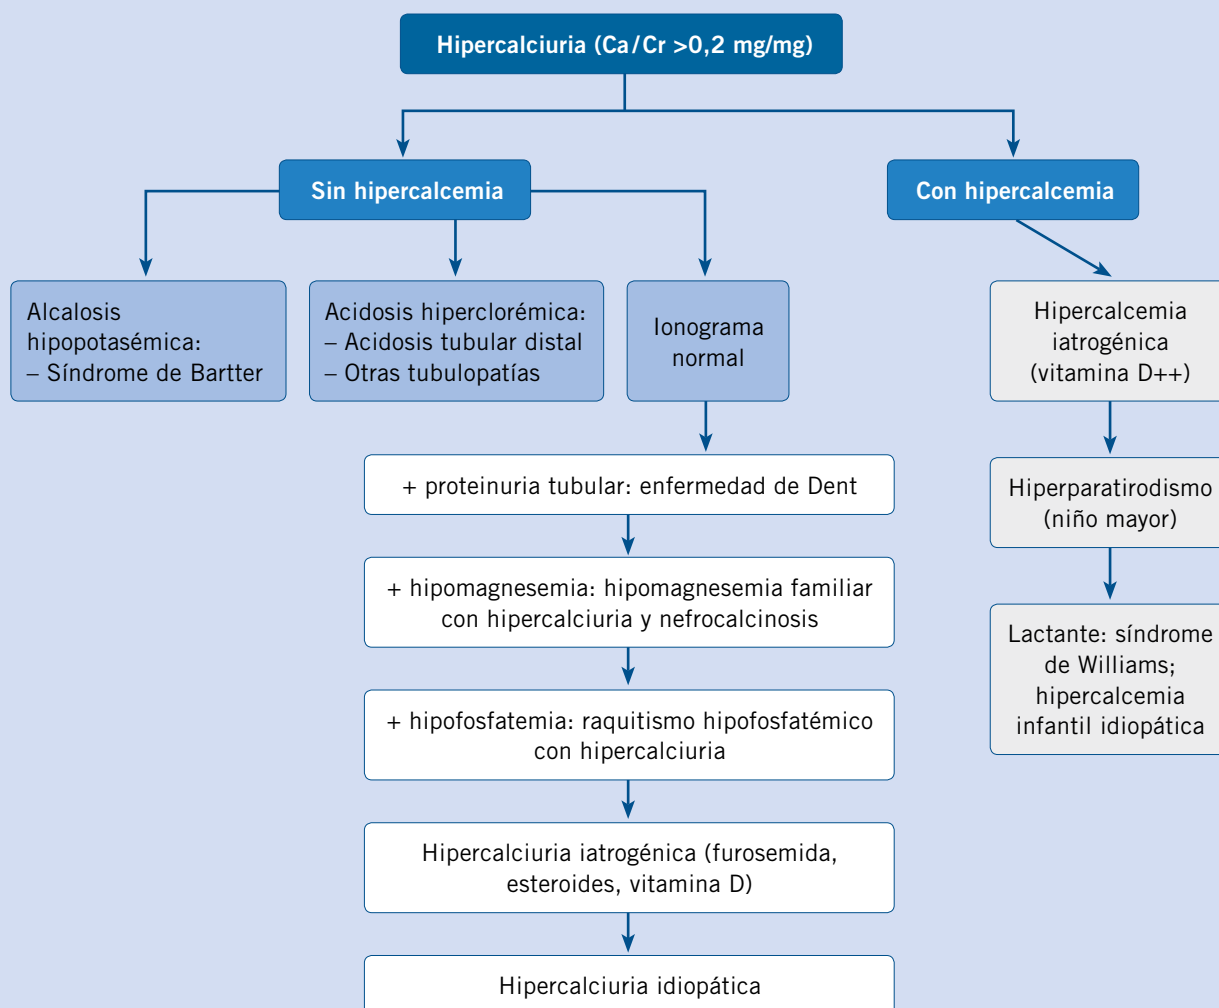 Hipercalciuria (Ca/Cr >0,2 mg/mg)
Sin hipercalcemia
Con hipercalcemia
Alcalosis
hipopotasémica:
– Síndrome de Bartter
Acidosis hiperclorémica:
– Acidosis tubular distal
– Otras tubulopatías
Ionograma
normal
Hipercalcemia
iatrogénica
(vitamina D++)
+ proteinuria tubular: enfermedad de Dent
Hiperparatirodismo
(niño mayor)
+ hipomagnesemia: hipomagnesemia familiar
con hipercalciuria y nefrocalcinosis
Lactante: síndrome
de Williams;
hipercalcemia
infantil idiopática
+ hipofosfatemia: raquitismo hipofosfatémico
con hipercalciuria
Hipercalciuria iatrogénica (furosemida,
esteroides, vitamina D)
Hipercalciuria idiopática